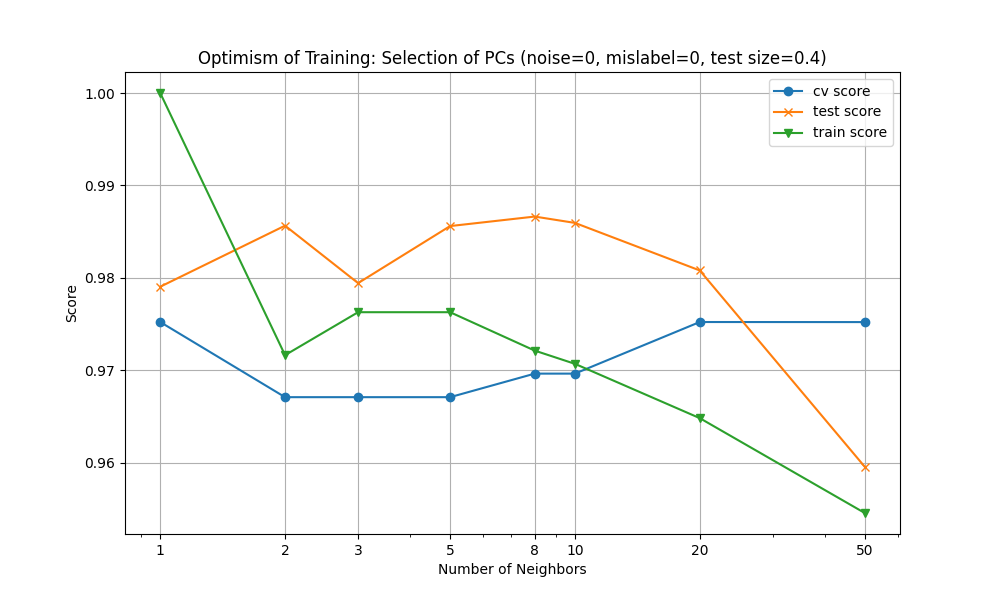 Optimism of Training: Selection of PCs (noise=0, mislabel=0, test size=0.4)
cv score
test score
train score
1.00
0.99
0.98
0.97
0.96
Score
1 2 3 5 8 10 20 50
Number of Neighbors